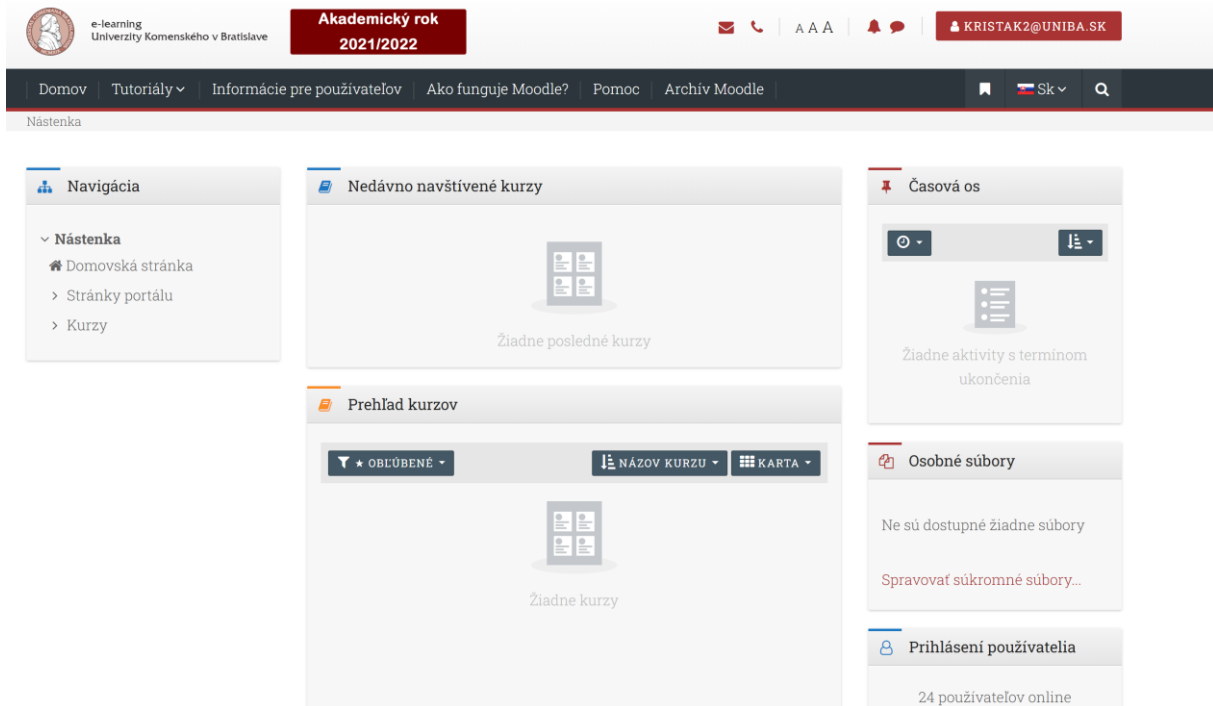 e-learning
Univerzity Komenského v Bratislave
Akademický rok
2021/2022
A A A
KRISTAK2@UNIBA.SK
Domov
Tutoriály
Informácie pre používateľov
Ako funguje Moodle?
Pomoc
Archív Moodle
Sk
Nástenka
Navigácia
Nástenka
Domovská stránka
Stránky portálu
Kurzy
Nedávno navštívené kurzy
Žiadne posledné kurzy
Prehľad kurzov
OBĽÚBENÉ
NÁZOV KURZU
KARTA
Žiadne kurzy
Časová os
Žiadne aktivity s termínom
ukončenia
Osobné súbory
Ne sú dostupné žiadne súbory
Spravovať súkromné súbory...
Prihlásení používatelia
24 používateľov online